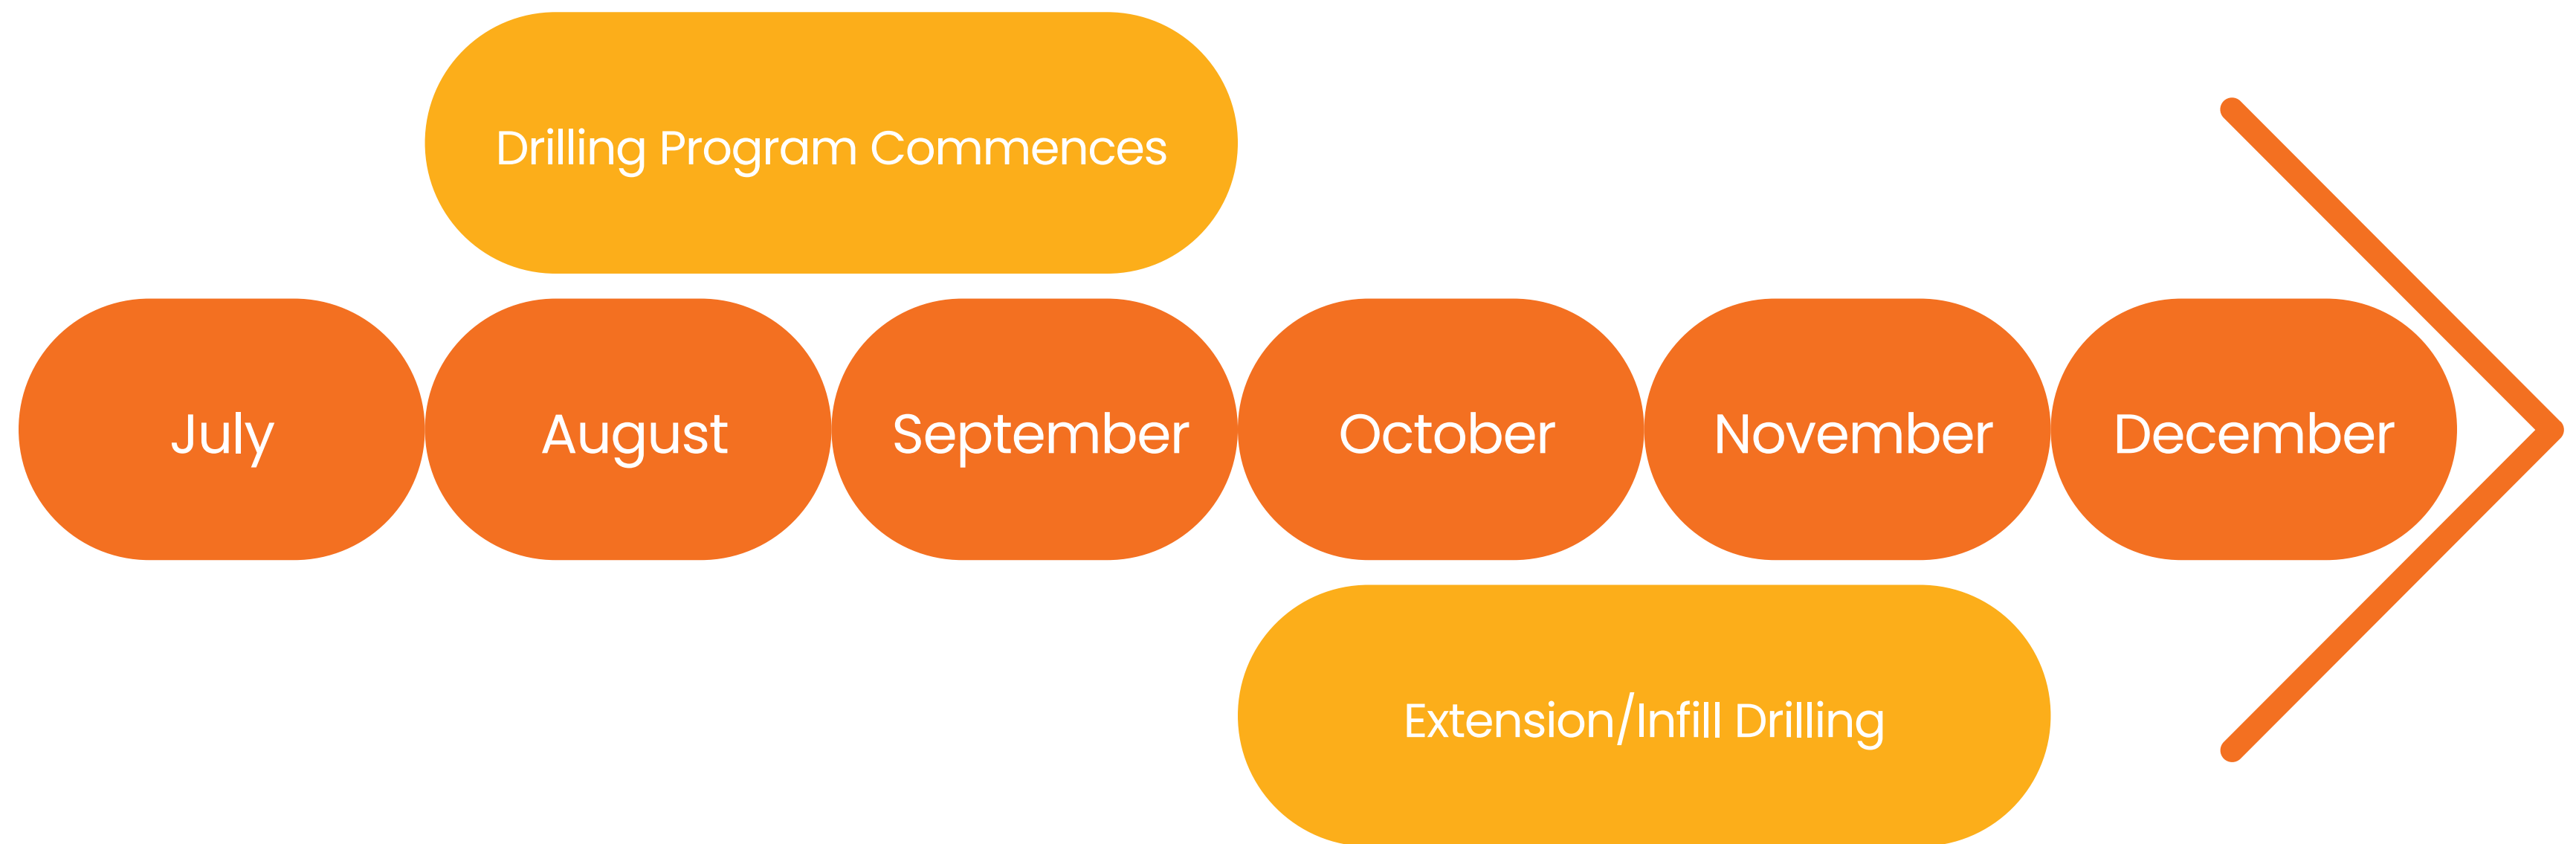 Drilling Program Commences
July
August
September
October
November
December
Extension/Infill Drilling